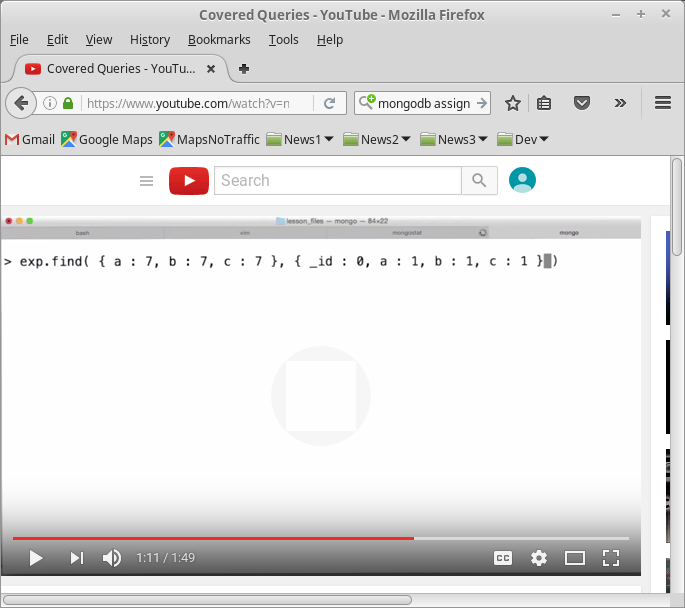 Covered Queries - YouTube - Mozilla Firefox
File Edit View History Bookmarks Tools Help
Covered Queries - YouTu...
https://www.youtube.com/watch?v=n mongodb assign
Gmail Google Maps MapsNoTraffic News1 News2 News3 Dev
Search
lesson_files — mongo — 84×22
bash vim mongostat mongo
> exp.find( { a : 7, b : 7, c : 7 }, { _id : 0, a : 1, b : 1, c : 1 } )
1:11 / 1:49 CC